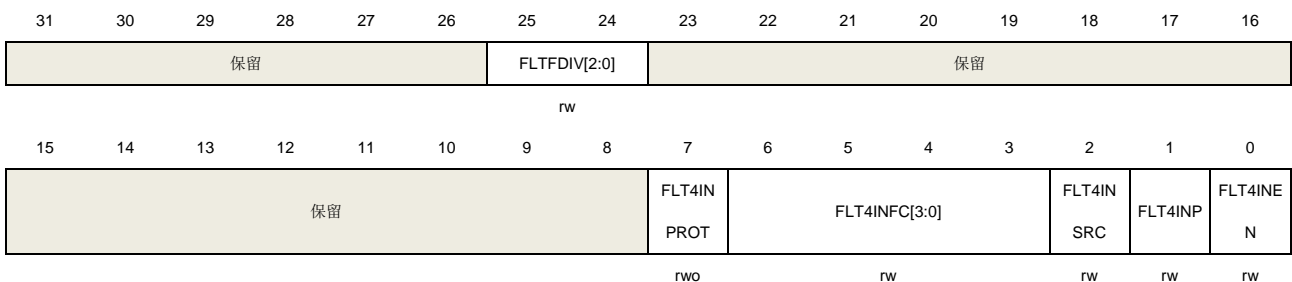 31 30 29 28 27 26 25 24 23 22 21 20 19 18 17 16
保留 FLTFDIV[2:0] 保留
rw
15 14 13 12 11 10 9 8 7 6 5 4 3 2 1 0
保留 FLT4IN PROT FLT4INFC[3:0] FLT4IN SRC FLT4INP FLT4INE N
rwo rw rw rw rw